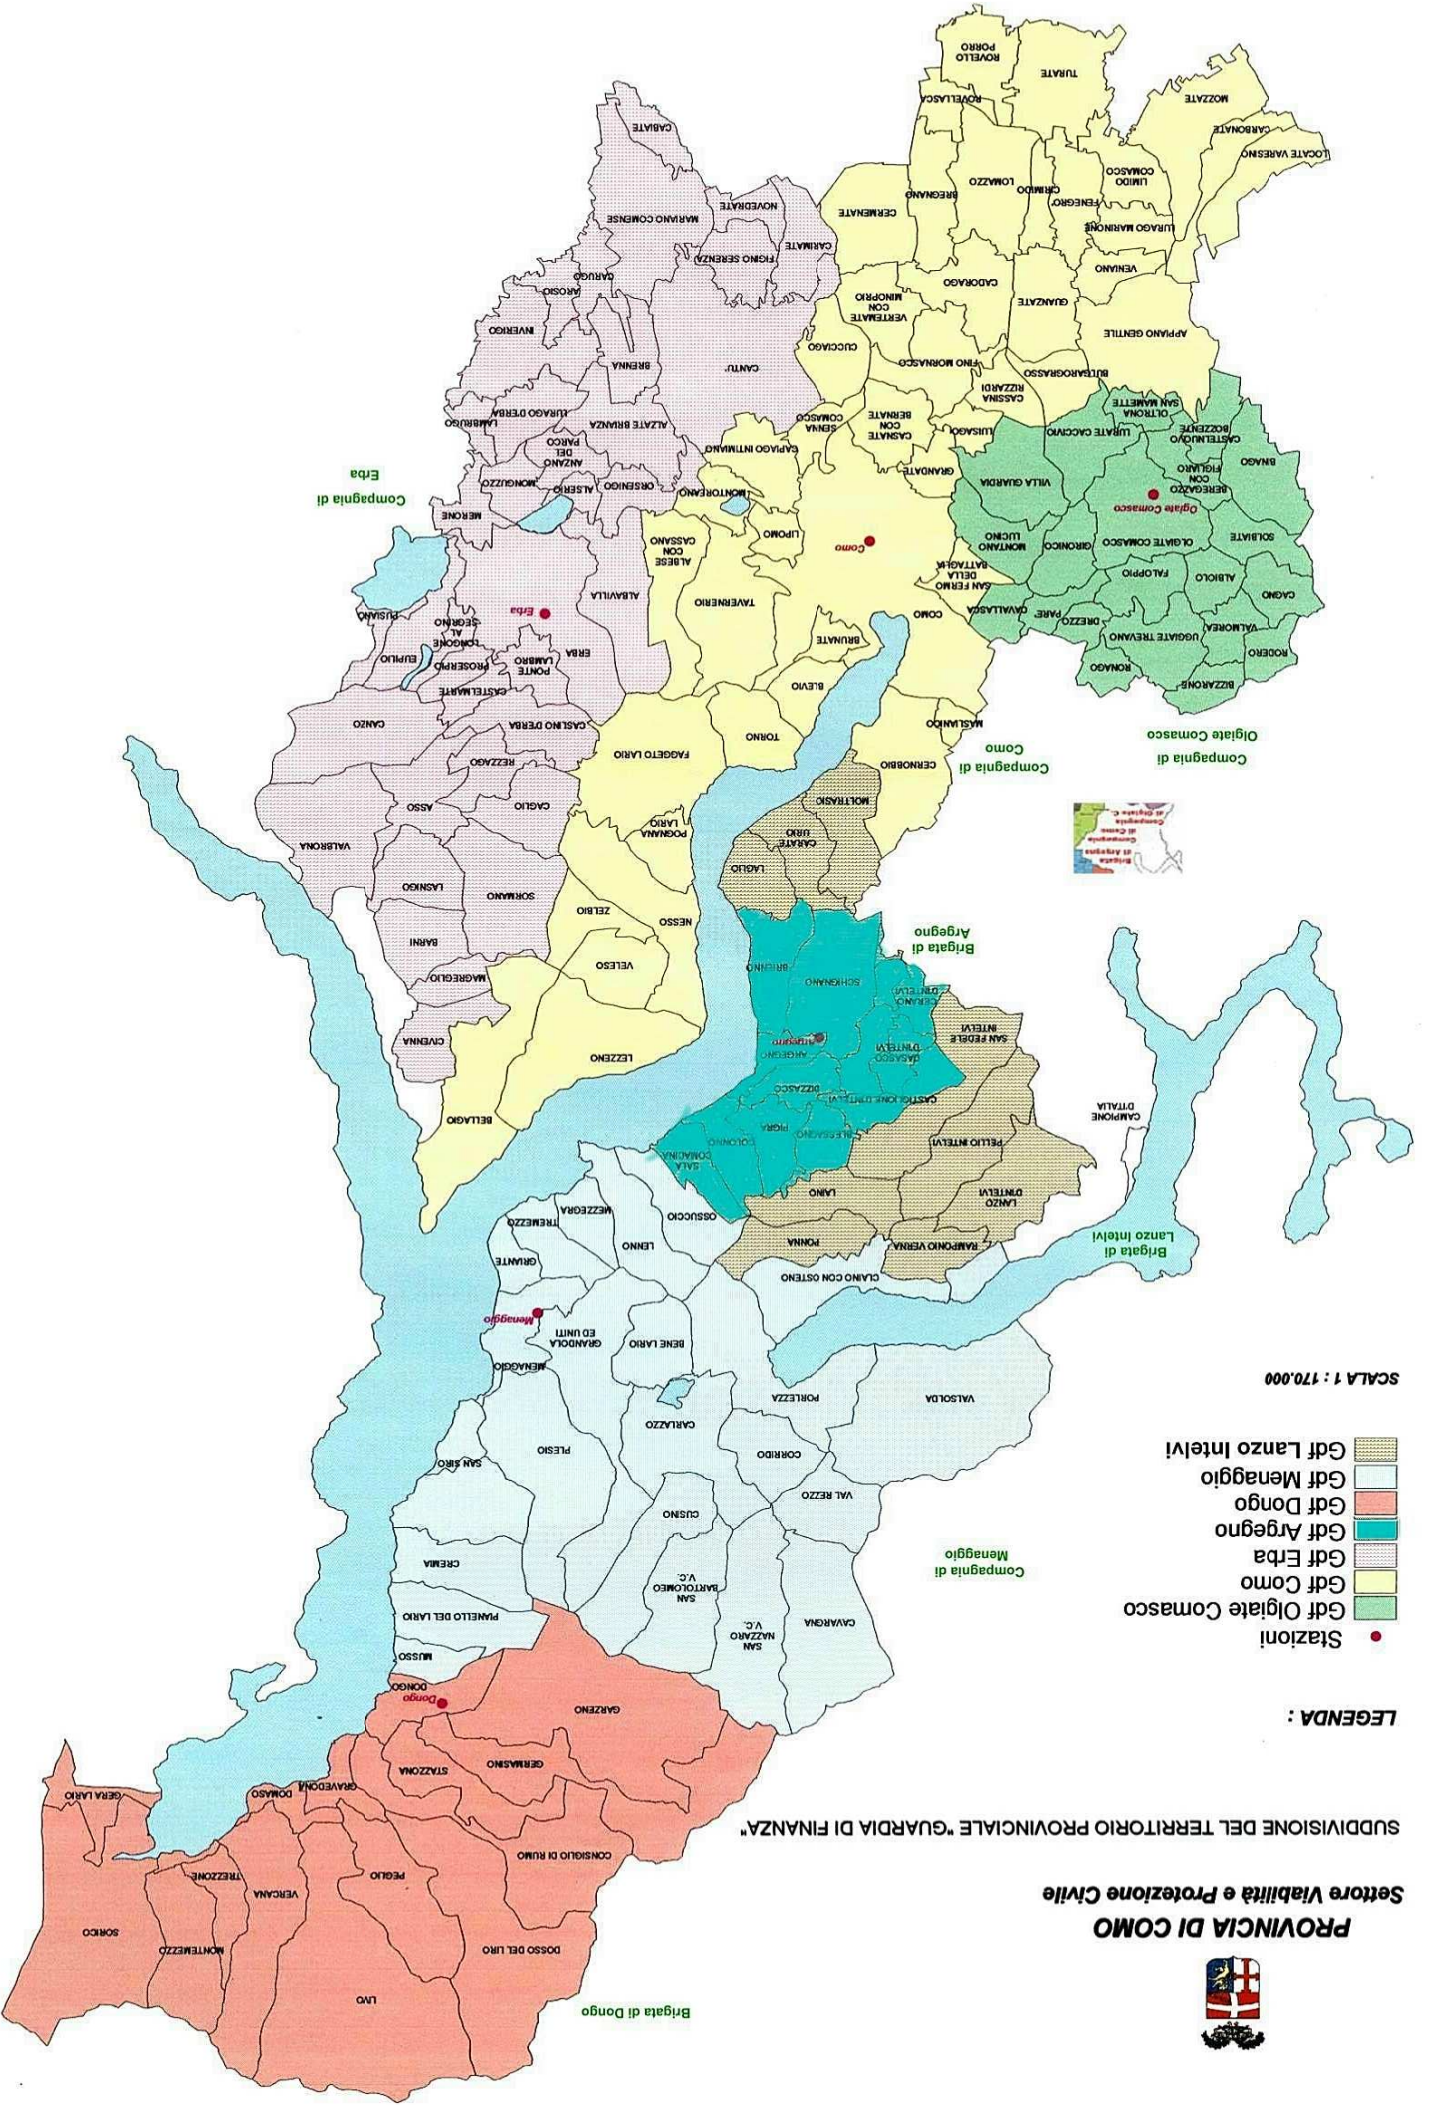 PROVINCIA DI COMO
Settore Viabilità e Protezione Civile
SUDDIVISIONE DEL TERRITORIO PROVINCIALE "GUARDIA DI FINANZA"
LEGENDA :
Stazioni
Gdf Olgiate Comasco
Gdf Como
Gdf Erba
Gdf Argegno
Gdf Dongo
Gdf Menaggio
Gdf Lanzo Intelvi
SCALA 1 : 170.000
Brigata di Dongo
LIVO
DOSSO DEL LIRO
MONTEMEZZO
SORICO
VERCANA
TREZZONE
PEGLIO
CONSIGLIO DI RUMO
GERA LARIO
DOMASO
GRAVEDONA
STAZZONA
GERMASINO
GARZENO
Dongo
DONGO
MUSSO
PIANELLO DEL LARIO
CREMIA
CAVARGNA
SAN
NAZZARO
V.C.
SAN
BARTOLOMEO
V.C.
Compagnia di
Menaggio
CUSINO
VAL REZZO
CORRIDO
SAN SIRO
PLESIO
CARLAZZO
PORLEZZA
VALSOLDA
MENAGGIO
BENE LARIO
GRANDOLA
ED UNITI
Menaggio
CLAINO CON OSTENO
GRIANTE
LENNO
TREMEZZO
MEZZEGRA
OSSUCCIO
Brigata di
Lanzo Intelvi
RAMPONIO VERNA
PONNA
LANZO
D'INTELVI
LAINO
PELLIO INTELVI
CAMPIONE
D'ITALIA
SALA
COMACINA
COLONNO
PIGRA
BLESSAGNO
CASTIGLIONE D'INTELVI
DIZZASCO
CASASCO
D'INTELVI
ARGEGNO
Argegno
SAN FEDELE
INTELVI
CERANO
D'INTELVI
SCHIGNANO
BRIENNO
Brigata di
Argegno
BELLAGIO
LEZZENO
CIVENNA
MAGREGLIO
BARNI
VELESO
ZELBIO
NESSO
SORMANO
LASNIGO
VALBRONA
LAGLIO
CARATE
URIO
MOLTRASIO
POGNANA
LARIO
CAGLIO
ASSO
REZZAGO
FAGGETO LARIO
TORNO
CERNOBBIO
MASLIANICO
Brigata
di Argegno
Compagnia
di Como
Compagnia
di Olgiate C.
Compagnia di
Como
Compagnia di
Olgiate Comasco
CANZO
CASLINO D'ERBA
CASTELMARTE
PROSERPIO
PONTE
LAMBRO
ERBA
Erba
EUPILIO
LONGONE
AL
SEGRINO
PUSIANO
BLEVIO
BRUNATE
COMO
BIZZARONE
RONAGO
RODERO
UGGIATE TREVANO
VALMOREA
DREZZO
PARE'
CAVALLASCA
CAGNO
ALBIOLO
FALOPPIO
SAN FERMO
DELLA
BATTAGLIA
ALBAVILLA
TAVERNERIO
ALBESE
CON
CASSANO
LIPOMO
Como
SOLBIATE
OLGIATE COMASCO
Ogiate Comasco
GIRONICO
MONTANO
LUCINO
VILLA GUARDIA
BEREGAZZO
CON
FIGLIARO
BINAGO
CASTELNUOVO
BOZZENTE
LURATE CACCIVIO
OLTRONA
SAN MAMETTE
MERONE
MONGUZZO
ALSERIO
ORSENIGO
ANZANO
DEL
PARCO
MONTORFANO
Compagnia di
Erba
CAPIAGO INTIMIANO
GRANDATE
LUISAGO
CASNATE
CON
BERNATE
SENNA
COMASCO
LAMBRUGO
LURAGO D'ERBA
ALZATE BRIANZA
BRENNA
CANTU'
CASSINA
RIZZARDI
BULGAROGRASSO
FINO MORNASCO
CUCCIAGO
VERTEMATE
CON
MINOPRIO
APPIANO GENTILE
GUANZATE
CADORAGO
VENIANO
INVERIGO
AROSIO
CARUGO
MARIANO COMENSE
FIGINO SERENZA
CARIMATE
NOVEDRATE
CABIATE
CERMENATE
BREGNANO
LOMAZZO
CIRIMIDO
FENEGRO'
LURAGO MARINONE
LIMIDO
COMASCO
LOCATE VARESINO
CARBONATE
MOZZATE
ROVELLASCA
ROVELLO
PORRO
TURATE